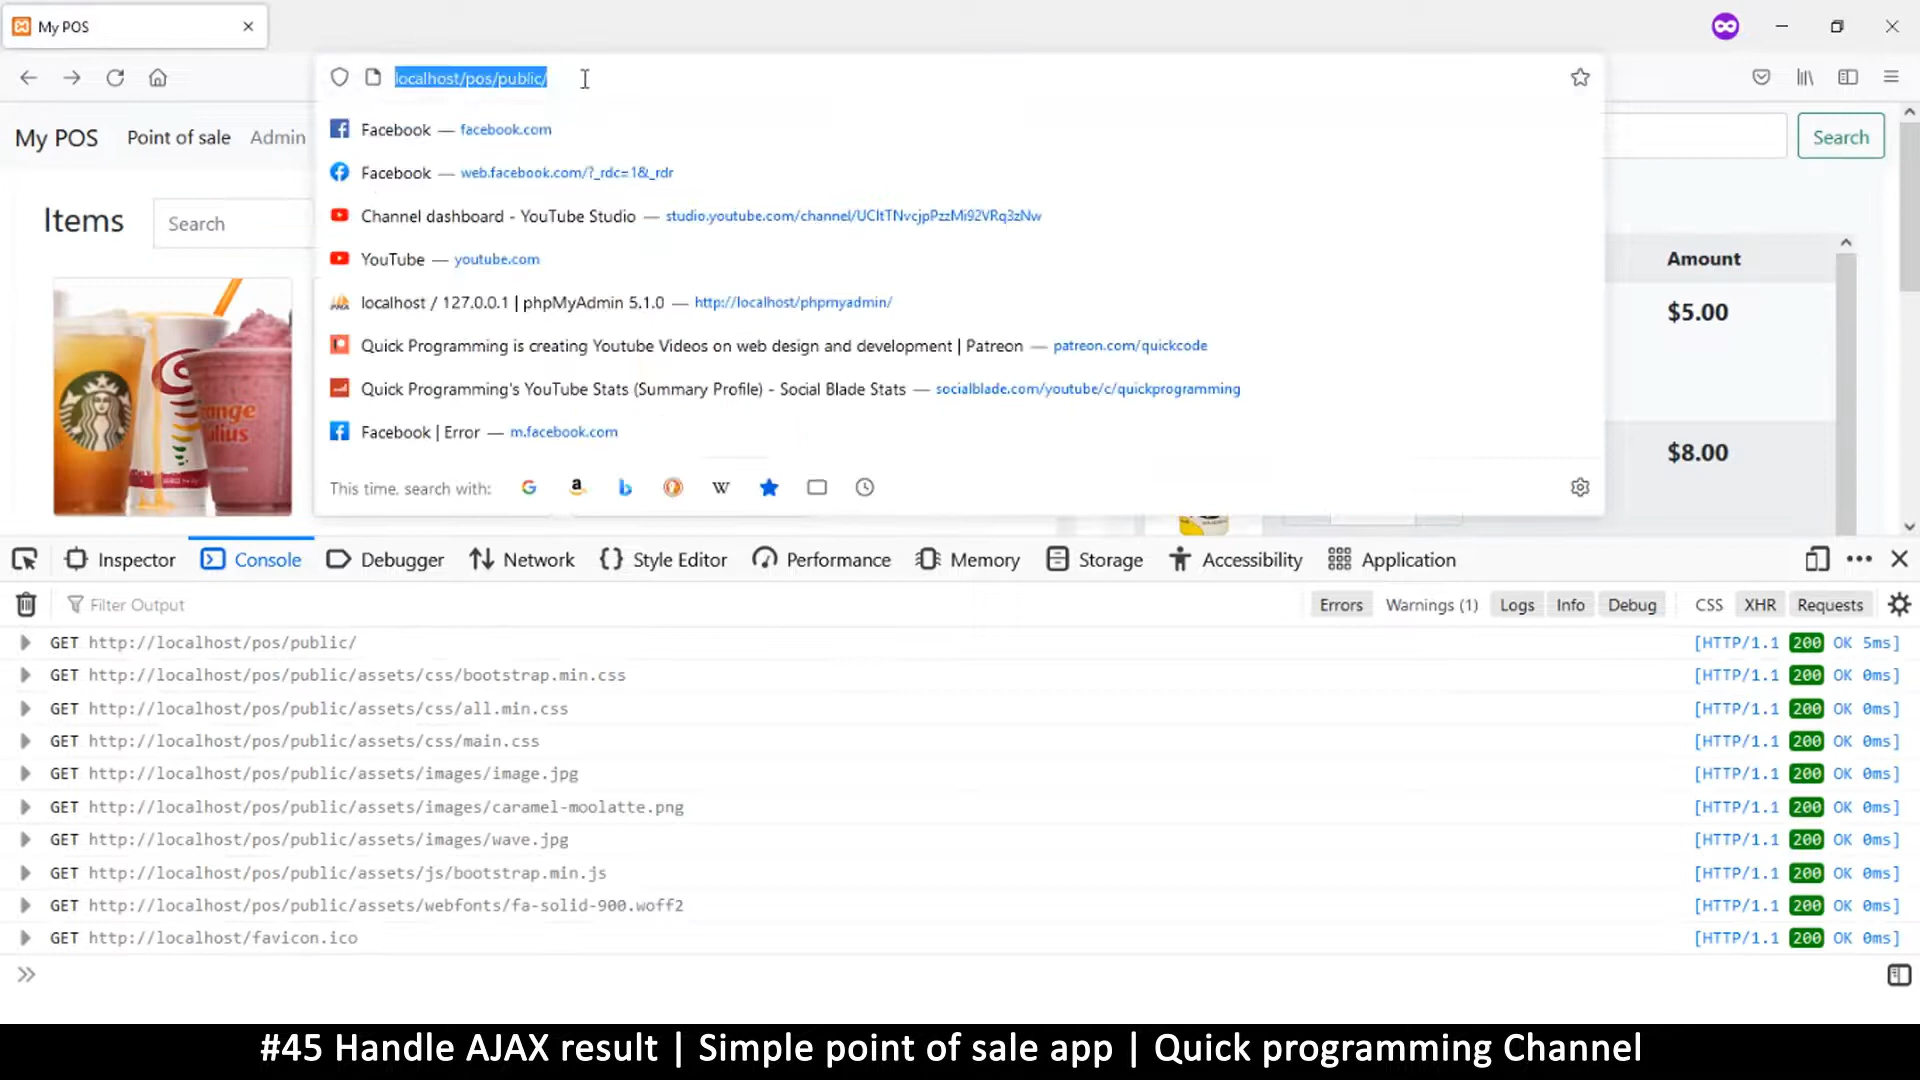 My POS
localhost/pos/public/
My POS Point of sale Admin
Search
Facebook — facebook.com
Facebook — web.facebook.com/?_rdc=1&_rdr
Channel dashboard - YouTube Studio — studio.youtube.com/channel/UCltTNvcjpPzzMi92VRq3zNw
YouTube — youtube.com
localhost / 127.0.0.1 | phpMyAdmin 5.1.0 — http://localhost/phpmyadmin/
Quick Programming is creating Youtube Videos on web design and development | Patreon — patreon.com/quickcode
Quick Programming's YouTube Stats (Summary Profile) - Social Blade Stats — socialblade.com/youtube/c/quickprogramming
Facebook | Error — m.facebook.com
This time, search with:
Items Search
Amount
$5.00
$8.00
Inspector Console Debugger Network Style Editor Performance Memory Storage Accessibility Application
Filter Output Errors Warnings (1) Logs Info Debug CSS XHR Requests
GET http://localhost/pos/public/ [HTTP/1.1 200 OK 5ms]
GET http://localhost/pos/public/assets/css/bootstrap.min.css [HTTP/1.1 200 OK 0ms]
GET http://localhost/pos/public/assets/css/all.min.css [HTTP/1.1 200 OK 0ms]
GET http://localhost/pos/public/assets/css/main.css [HTTP/1.1 200 OK 0ms]
GET http://localhost/pos/public/assets/images/image.jpg [HTTP/1.1 200 OK 0ms]
GET http://localhost/pos/public/assets/images/caramel-moolatte.png [HTTP/1.1 200 OK 0ms]
GET http://localhost/pos/public/assets/images/wave.jpg [HTTP/1.1 200 OK 0ms]
GET http://localhost/pos/public/assets/js/bootstrap.min.js [HTTP/1.1 200 OK 0ms]
GET http://localhost/pos/public/assets/webfonts/fa-solid-900.woff2 [HTTP/1.1 200 OK 0ms]
GET http://localhost/favicon.ico [HTTP/1.1 200 OK 0ms]
#45 Handle AJAX result | Simple point of sale app | Quick programming Channel